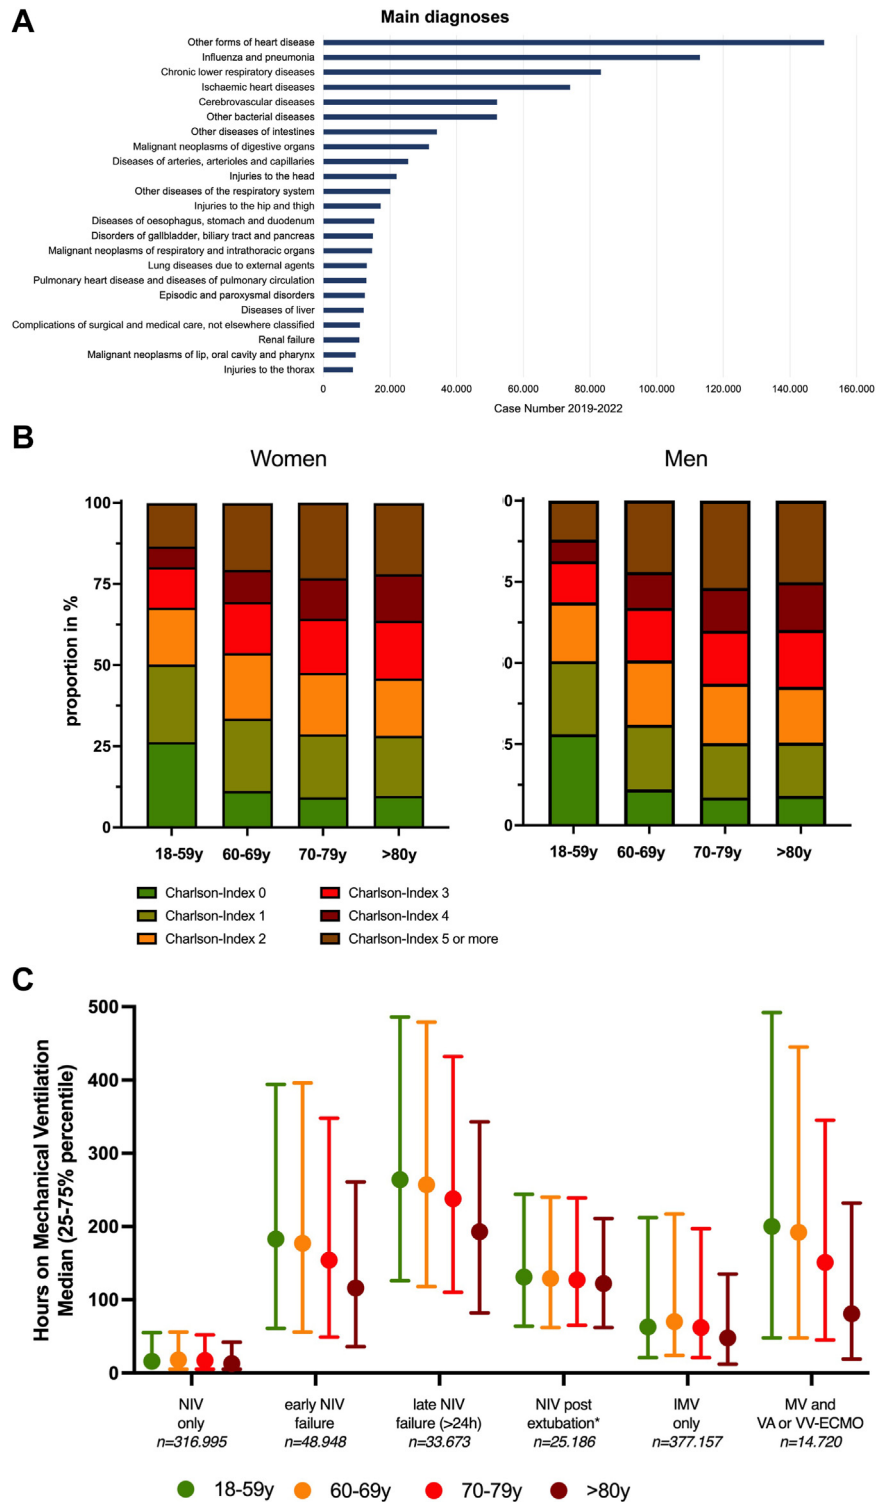 A
Main diagnoses
Other forms of heart disease
Influenza and pneumonia
Chronic lower respiratory diseases
Ischaemic heart diseases
Cerebrovascular diseases
Other bacterial diseases
Other diseases of intestines
Malignant neoplasms of digestive organs
Diseases of arteries, arterioles and capillaries
Injuries to the head
Other diseases of the respiratory system
Injuries to the hip and thigh
Diseases of oesophagus, stomach and duodenum
Disorders of gallbladder, biliary tract and pancreas
Malignant neoplasms of respiratory and intrathoracic organs
Lung diseases due to external agents
Pulmonary heart disease and diseases of pulmonary circulation
Episodic and paroxysmal disorders
Diseases of liver
Complications of surgical and medical care, not elsewhere classified
Renal failure
Malignant neoplasms of lip, oral cavity and pharynx
Injuries to the thorax
0 20.000 40.000 60.000 80.000 100.000 120.000 140.000 160.000
Case Number 2019-2022
B
Women
proportion in %
100
75
50
25
0
18-59y 60-69y 70-79y >80y
Men
0
5
0
5
0
18-59y 60-69y 70-79y >80y
Charlson-Index 0
Charlson-Index 1
Charlson-Index 2
Charlson-Index 3
Charlson-Index 4
Charlson-Index 5 or more
C
Hours on Mechanical Ventilation
Median (25-75% percentile)
500
400
300
200
100
0
NIV
only
n=316.995
early NIV
failure
n=48.948
late NIV
failure (>24h)
n=33.673
NIV post
extubation*
n=25.186
IMV
only
n=377.157
MV and
VA or VV-ECMO
n=14.720
18-59y 60-69y 70-79y >80y